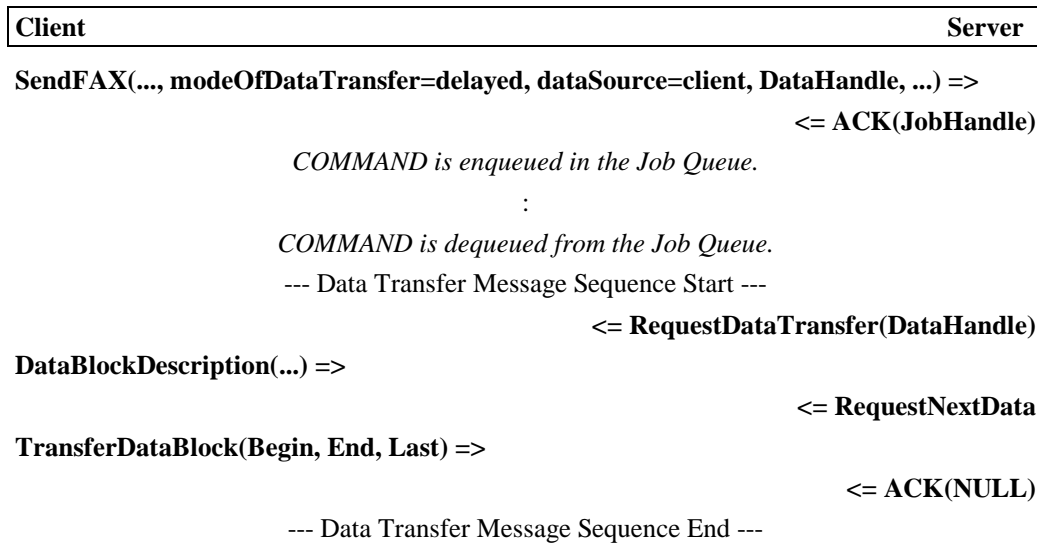 Client Server
SendFAX(..., modeOfDataTransfer=delayed, dataSource=client, DataHandle, ...) =>
<= ACK(JobHandle)
COMMAND is enqueued in the Job Queue.
:
COMMAND is dequeued from the Job Queue.
--- Data Transfer Message Sequence Start ---
<= RequestDataTransfer(DataHandle)
DataBlockDescription(...) =>
<= RequestNextData
TransferDataBlock(Begin, End, Last) =>
<= ACK(NULL)
--- Data Transfer Message Sequence End ---